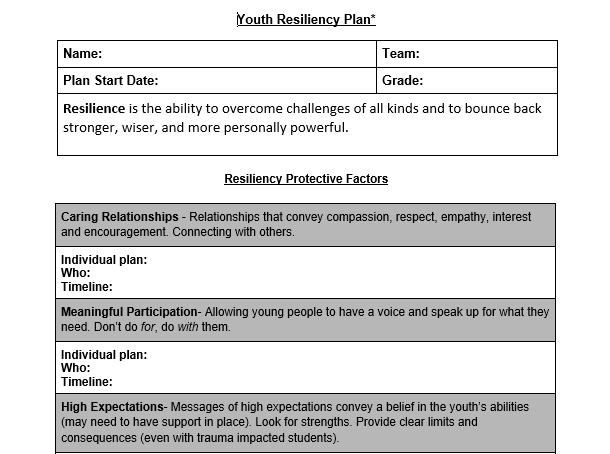 Youth Resiliency Plan*
Name: Team:
Plan Start Date: Grade:
Resilience is the ability to overcome challenges of all kinds and to bounce back
stronger, wiser, and more personally powerful.
Resiliency Protective Factors
Caring Relationships - Relationships that convey compassion, respect, empathy, interest
and encouragement. Connecting with others.
Individual plan:
Who:
Timeline:
Meaningful Participation- Allowing young people to have a voice and speak up for what they
need. Don't do for, do with them.
Individual plan:
Who:
Timeline:
High Expectations- Messages of high expectations convey a belief in the youth's abilities
(may need to have support in place). Look for strengths. Provide clear limits and
consequences (even with trauma impacted students).